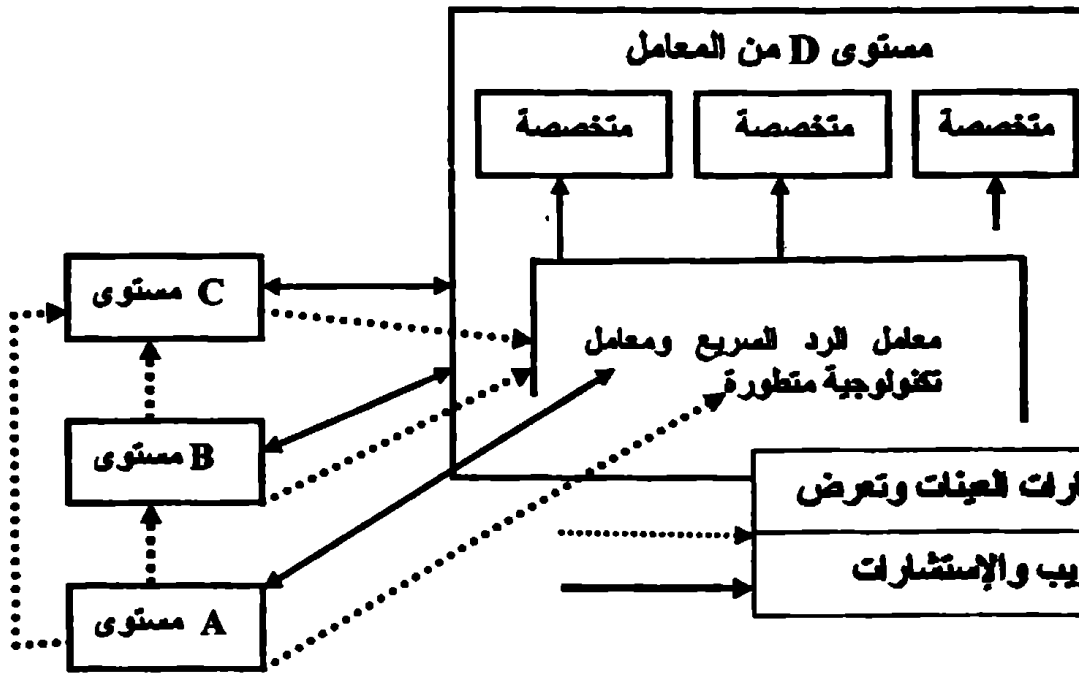 مستوى D من المعامل
متخصصة
متخصصة
متخصصة
مستوى C
معامل الرد السريع ومعامل
تكنولوجية متطورة
مستوى B
العينات وتعرض
مستوى A
والإستشارات